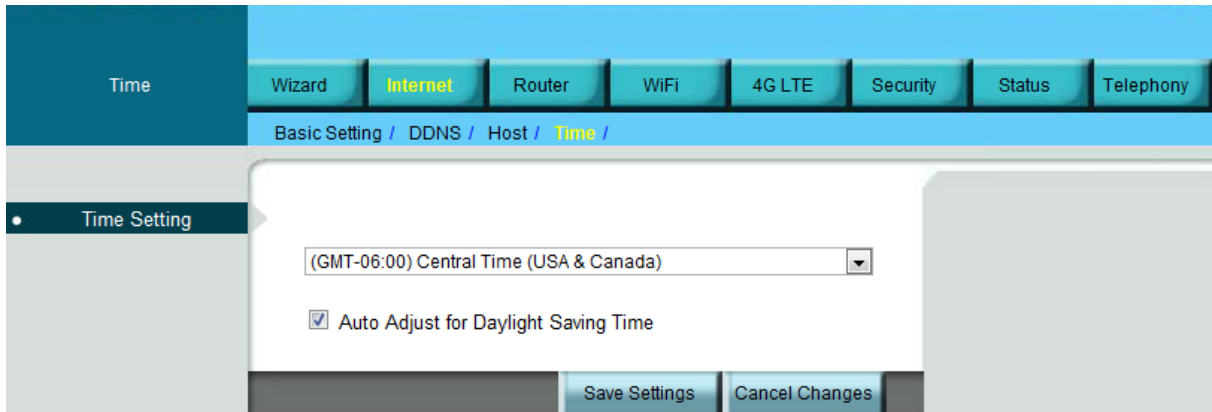 Time
Wizard Internet Router WiFi 4G LTE Security Status Telephony
Basic Setting / DDNS / Host / Time /
Time Setting
(GMT-06:00) Central Time (USA & Canada)
Auto Adjust for Daylight Saving Time
Save Settings Cancel Changes